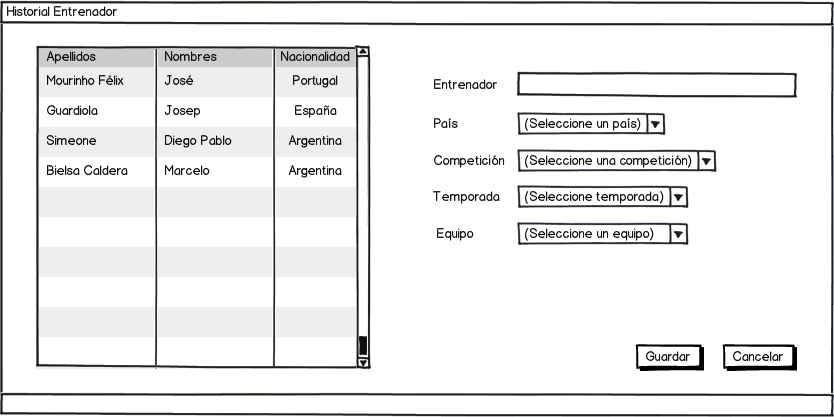 Historial Entrenador
Apellidos Nombres Nacionalidad
Mourinho Félix José Portugal
Guardiola Josep España
Simeone Diego Pablo Argentina
Bielsa Caldera Marcelo Argentina
Entrenador
País (Seleccione un país)
Competición (Seleccione una competición)
Temporada (Seleccione temporada)
Equipo (Seleccione un equipo)
Guardar Cancelar